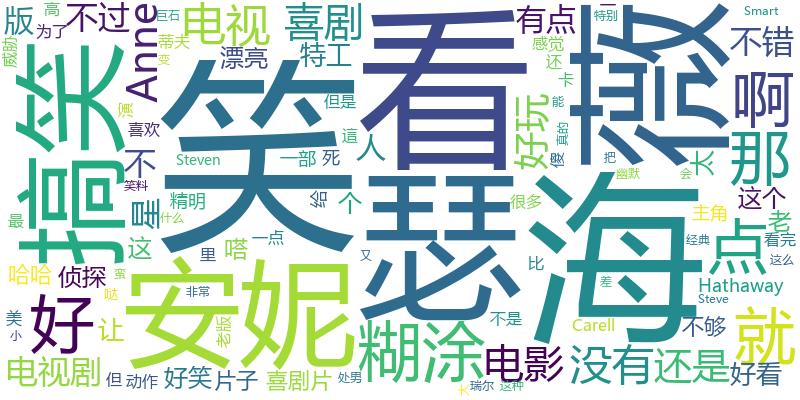 版
高
为了
巨石
不过
威胁
蒂夫
变
电视
漂亮
喜剧
特工
有点
感觉
还
卡
特别
Smart
不错
Anne
搞笑
笑
看
薇
啊
演
喜欢
但是
這
好玩
能
真的
傻
把
那
不
笑料
Steven
一部
死
人
太
幽默
会
星
精明
给
个
很多
主角
这个
老
最
这
什么
嗒
里
一点
又
瑟
海
点
经典
看完
这么
哈哈
侦探
蛮
哒
非常
安妮
比
差
Hathaway
Steve
美
小
好
让
老版
糊涂
不是
Carell
不够
就
电视剧
但
动作
好笑
片子
喜剧片
处男
大
瑞尔
电影
这种
没有
还是
好看